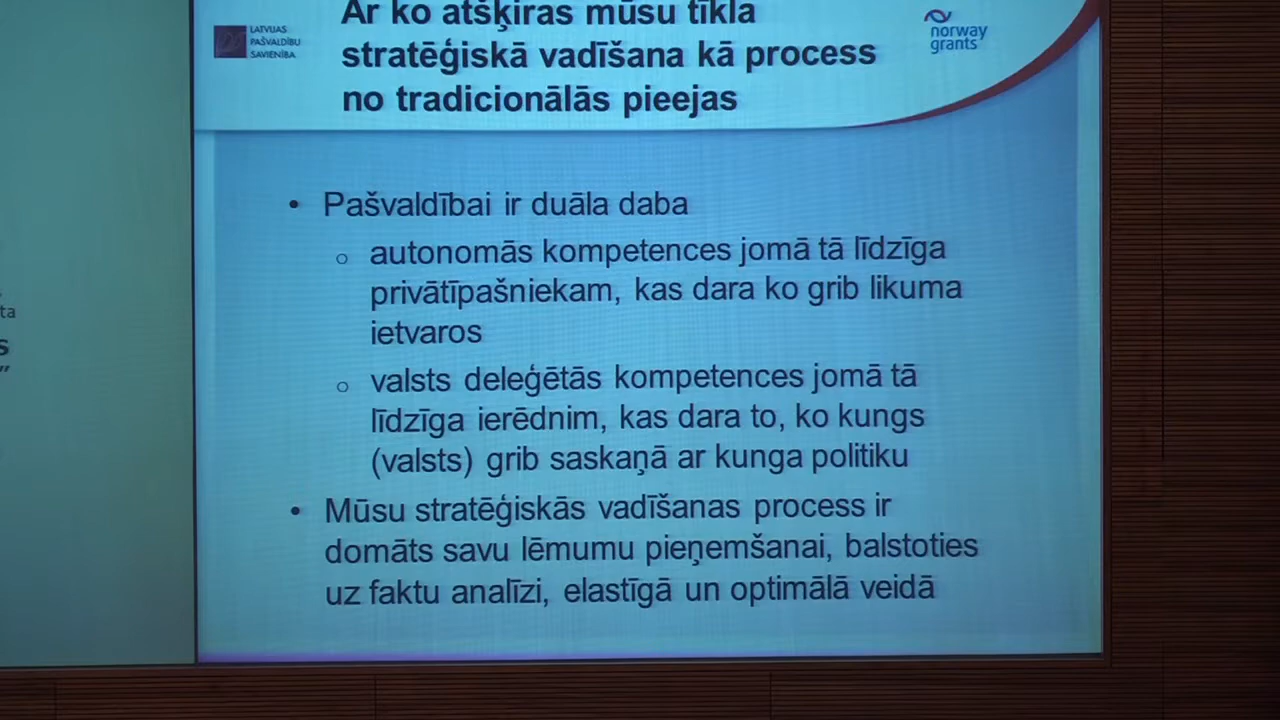 Ar ko atšķiras mūsu tīkla
stratēģiskā vadīšana kā process
no tradicionālās pieejas
LATVIJAS
PAŠVALDĪBU
SAVIENĪBA
norway
grants
• Pašvaldībai ir duāla daba
o autonomās kompetences jomā tā līdzīga
privātīpašniekam, kas dara ko grib likuma
ietvaros
o valsts deleģētās kompetences jomā tā
līdzīga ierēdnim, kas dara to, ko kungs
(valsts) grib saskaņā ar kunga politiku
• Mūsu stratēģiskās vadīšanas process ir
domāts savu lēmumu pieņemšanai, balstoties
uz faktu analīzi, elastīgā un optimālā veidā
ta
s
”